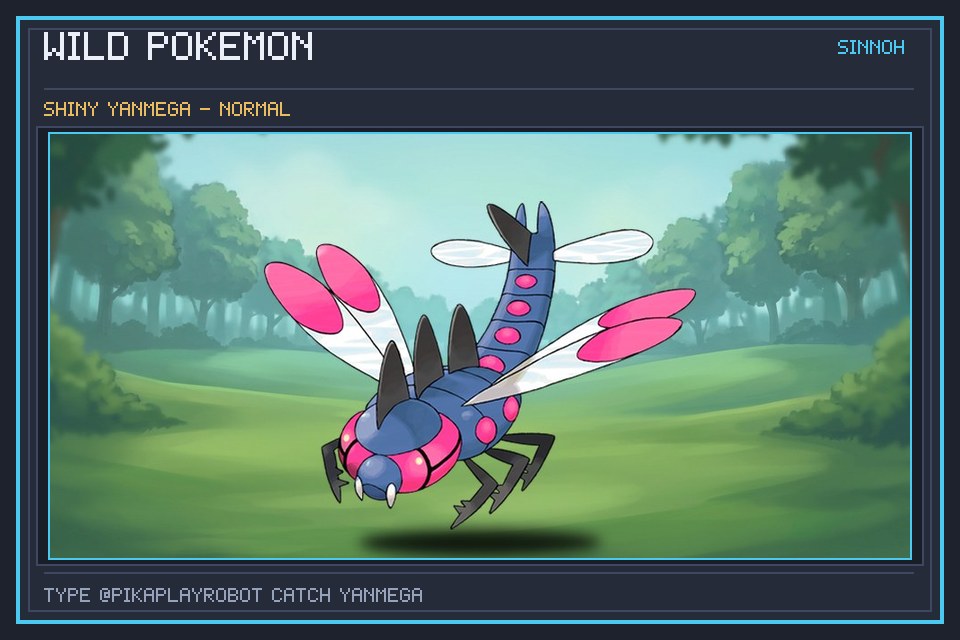 WILD POKEMON
SINNOH
SHINY YANMEGA - NORMAL
TYPE @PIKAPLAYROBOT CATCH YANMEGA